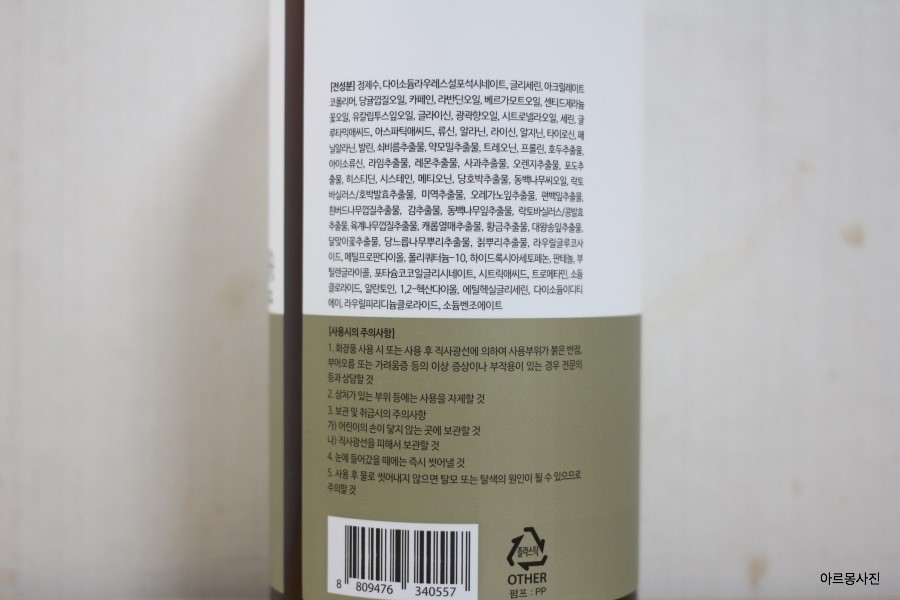 [전성분] 정제수, 다이소듐라우레스설포석시네이트, 글리세린, 아크릴레이트
코폴리머, 당귤껍질오일, 카페인, 라반딘오일, 베르가모트오일, 센티드제라늄
꽃오일, 유칼립투스잎오일, 글라이신, 광곽향오일, 시트로넬라오일, 세린, 글
루타믹애씨드, 아스파틱애씨드, 류신, 알라닌, 라이신, 알지닌, 타이로신, 페
닐알라닌, 발린, 쇠비름추출물, 약모밀추출물, 트레오닌, 프롤린, 호두추출물,
아이소류신, 라임추출물, 레몬추출물, 사과추출물, 오렌지추출물, 포도추
출물, 히스티딘, 시스테인, 메티오닌, 당호박추출물, 동백나무씨오일, 락토
바실러스/호박발효추출물, 미역추출물, 오레가노잎추출물, 편백잎추출물,
흰버드나무껍질추출물, 감추출물, 동백나무잎추출물, 락토바실러스/콩발효
추출물, 육계나무껍질추출물, 캐롭열매추출물, 황금추출물, 대왕송잎추출물,
달맞이꽃추출물, 당느릅나무뿌리추출물, 칡뿌리추출물, 라우릴글루코사
이드, 메틸프로판다이올, 폴리쿼터늄-10, 하이드록시아세토페논, 판테놀, 부
틸렌글라이콜, 포타슘코코일글리시네이트, 시트릭애씨드, 트로메타민, 소듐
클로라이드, 알란토인, 1,2-헥산다이올, 에틸헥실글리세린, 다이소듐이디티
에이, 라우릴피리디늄클로라이드, 소듐벤조에이트
[사용시의 주의사항]
1. 화장품 사용 시 또는 사용 후 직사광선에 의하여 사용부위가 붉은 반점,
부어오름 또는 가려움증 등의 이상 증상이나 부작용이 있는 경우 전문의
등과 상담할 것
2. 상처가 있는 부위 등에는 사용을 자제할 것
3. 보관 및 취급시의 주의사항
가) 어린이의 손이 닿지 않는 곳에 보관할 것
나) 직사광선을 피해서 보관할 것
4. 눈에 들어갔을 때에는 즉시 씻어낼 것
5. 사용 후 물로 씻어내지 않으면 탈모 또는 탈색의 원인이 될 수 있으므로
주의할 것
8 809476 340557
플라스틱
OTHER
펌프 : PP
아르몽사진